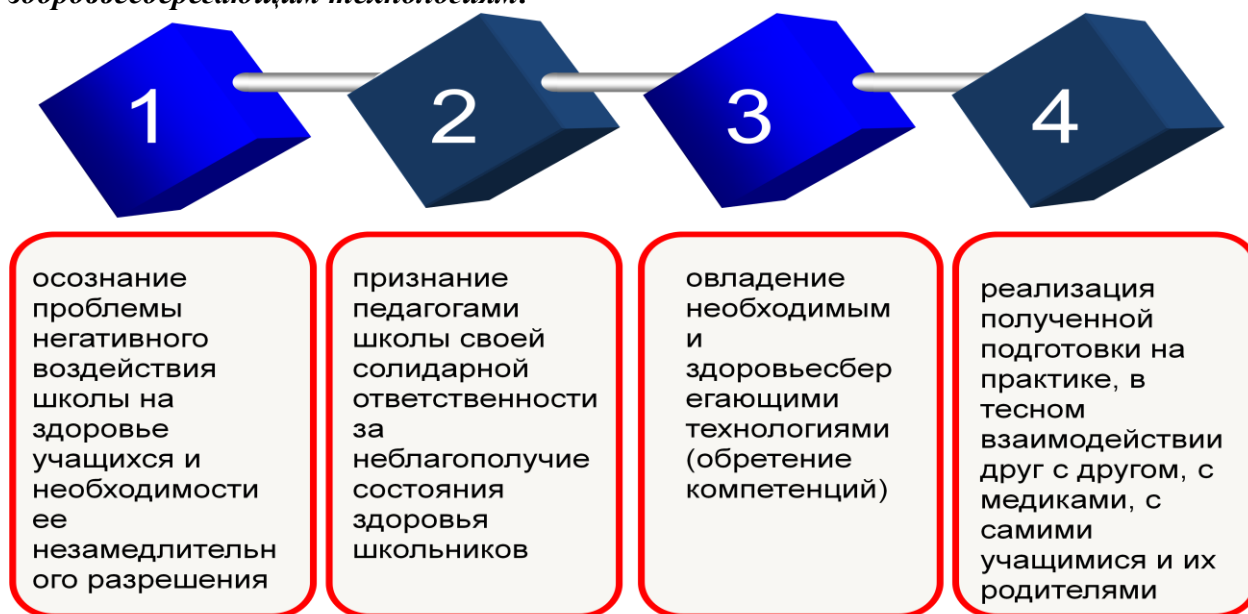 здоровьесберегающим технологиям:
1
2
3
4
осознание
проблемы
негативного
воздействия
школы на
здоровье
учащихся и
необходимости
ее
незамедлительн
ого разрешения
признание
педагогами
школы своей
солидарной
ответственности
за
неблагополучие
состояния
здоровья
школьников
овладение
необходимым
и
здоровьесбер
егающими
технологиями
(обретение
компетенций)
реализация
полученной
подготовки на
практике, в
тесном
взаимодействии
друг с другом, с
медиками, с
самими
учащимися и их
родителями